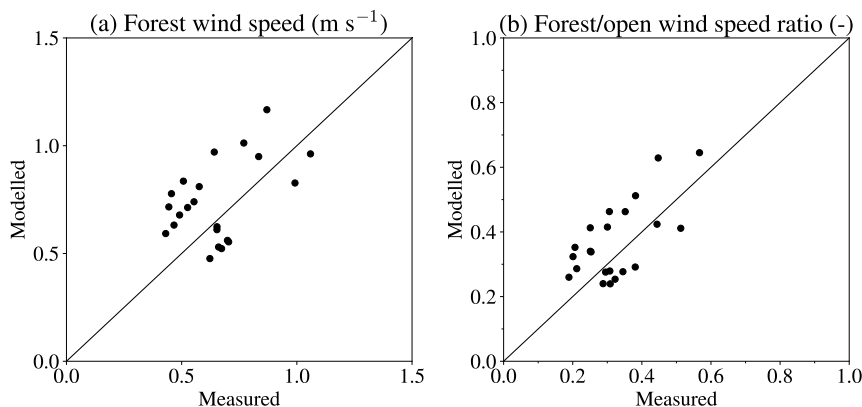 (a) Forest wind speed (m s⁻¹)
1.5
1.0
0.5
0.0
Modelled
0.0 0.5 1.0 1.5
Measured
(b) Forest/open wind speed ratio (-)
1.0
0.8
0.6
0.4
0.2
0.0
Modelled
0.0 0.2 0.4 0.6 0.8 1.0
Measured